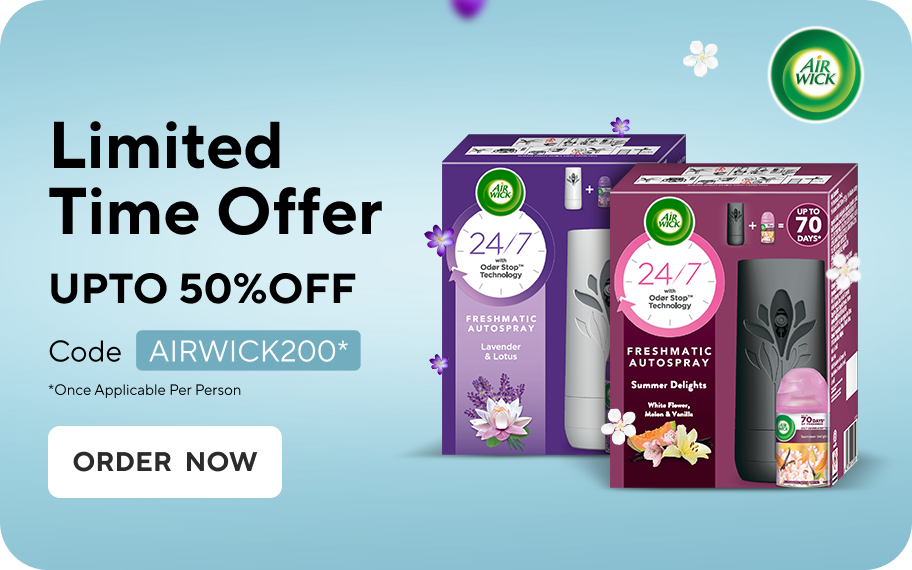 Limited
Time Offer
UPTO 50%OFF
Code AIRWICK200*
*Once Applicable Per Person
ORDER NOW
AIR
WICK
AIR
WICK
24/7
with
Odor Stop™
Technology
FRESHMATIC
AUTOSPRAY
Lavender
& Lotus
AIR
WICK
+
+ =
UP TO
70
DAYS*
24/7
with
Odor Stop™
Technology
FRESHMATIC
AUTOSPRAY
Summer Delights
White Flower,
Melon & Vanilla
70 DAYS